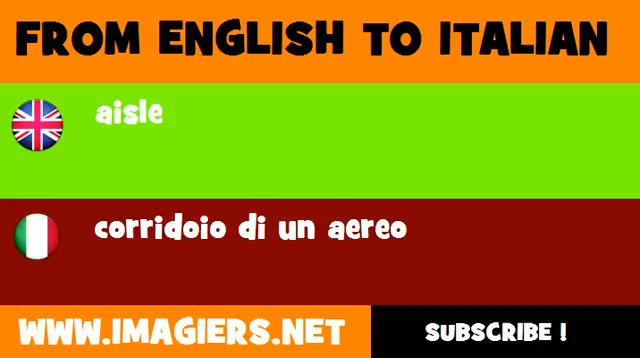 FROM ENGLISH TO ITALIAN
aisle
corridoio di un aereo
WWW.IMAGIERS.NET
SUBSCRIBE !